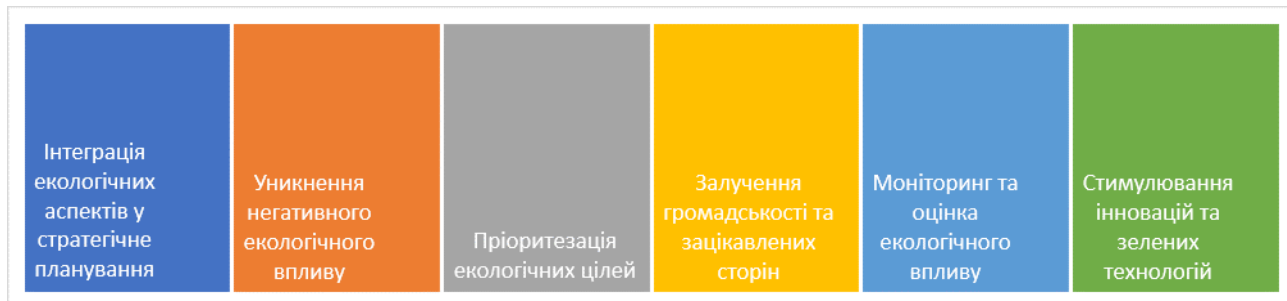 Інтеграція
екологічних
аспектів у
стратегічне
планування
Уникнення
негативного
екологічного
впливу
Пріоритезація
екологічних цілей
Залучення
громадськості та
зацікавлених
сторін
Моніторинг та
оцінка
екологічного
впливу
Стимулювання
інновацій та
зелених
технологій